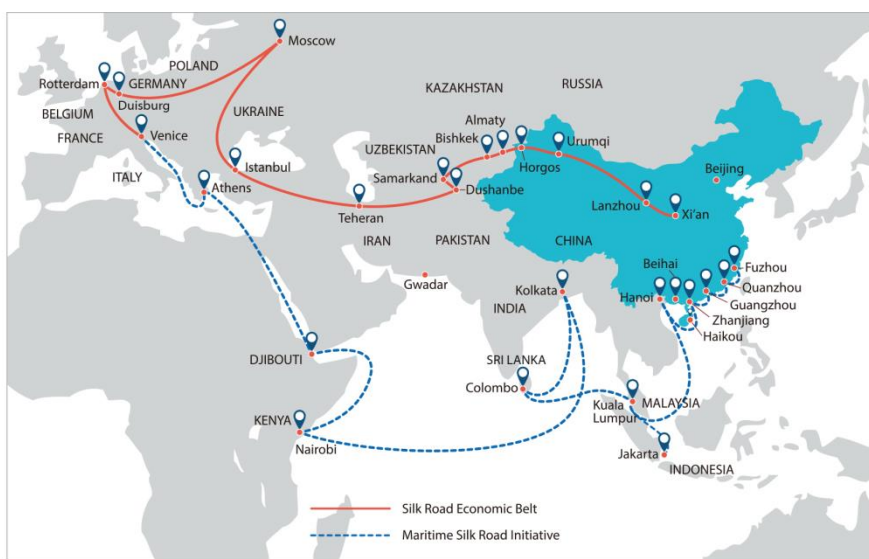 Moscow
POLAND
Rotterdam
GERMANY
Duisburg
BELGIUM
FRANCE
Venice
ITALY
UKRAINE
Istanbul
Athens
KAZAKHSTAN
RUSSIA
Almaty
Bishkek
UZBEKISTAN
Urumqi
Horgos
Samarkand
Dushanbe
Beijing
Lanzhou
Xi'an
Teheran
IRAN
PAKISTAN
CHINA
Gwadar
Kolkata
INDIA
Beihai
Hanoi
Fuzhou
Quanzhou
Guangzhou
Zhanjiang
Haikou
DJIBOUTI
SRI LANKA
Colombo
Kuala
Lumpur
MALAYSIA
KENYA
Nairobi
Jakarta
INDONESIA
Silk Road Economic Belt
Maritime Silk Road Initiative